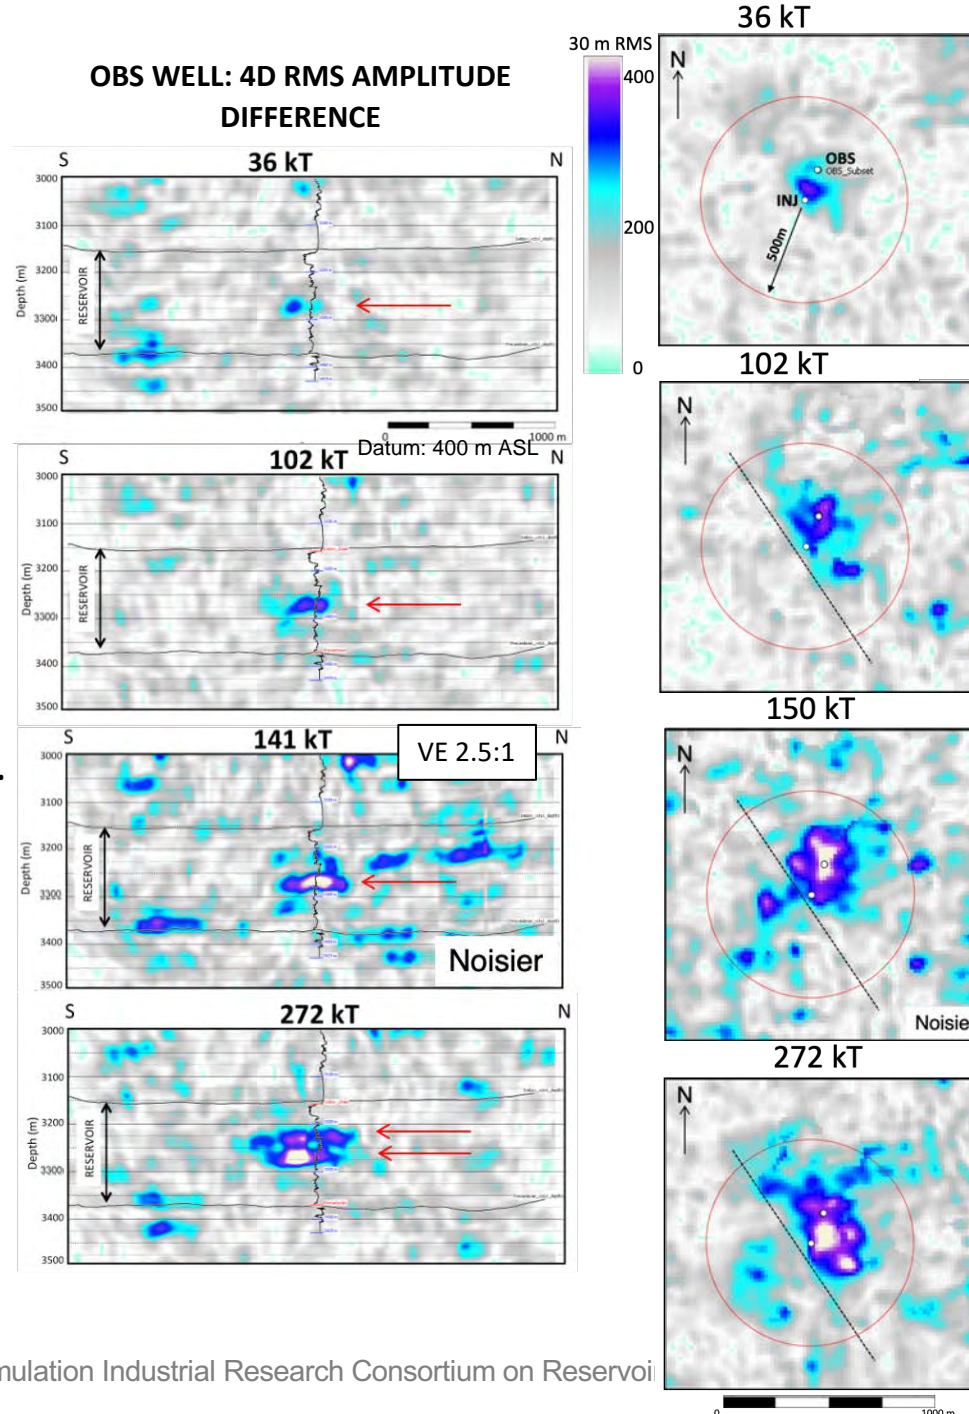 OBS WELL: 4D RMS AMPLITUDE
DIFFERENCE
S
36 kT
N
3000
3100
3200
3300
3400
3500
Depth (m)
RESERVOIR
0
1000 m
Datum: 400 m ASL
S
102 kT
N
3000
3100
3200
3300
3400
3500
Depth (m)
RESERVOIR
S
141 kT
N
VE 2.5:1
3000
3100
3200
3300
3400
3500
Depth (m)
RESERVOIR
Noisier
S
272 kT
N
3000
3100
3200
3300
3400
3500
Depth (m)
RESERVOIR
36 kT
30 m RMS
400
200
0
N
OBS
OBS_Subset
INJ
500m
102 kT
N
150 kT
N
Noisie
272 kT
N
0
1000 m
mulation Industrial Research Consortium on Reservoi